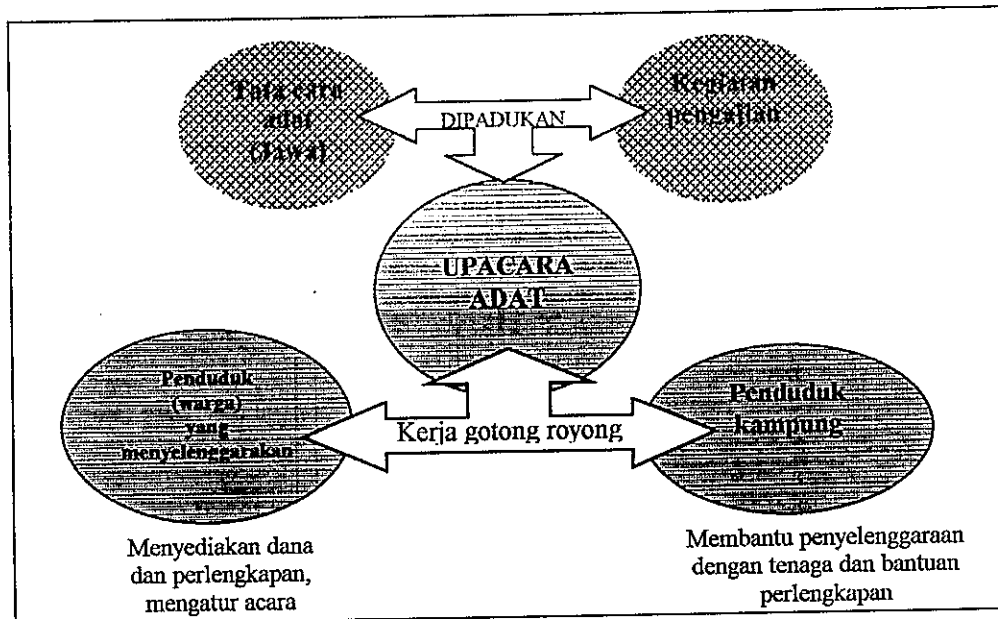 Tata cara
adat
(Jawa)
DIPADUKAN
Kegiatan
pengajian
UPACARA
ADAT
Penduduk
(warga)
yang
menyelenggarakan
Kerja gotong royong
Penduduk
kampung
Menyediakan dana
dan perlengkapan,
mengatur acara
Membantu penyelenggaraan
dengan tenaga dan bantuan
perlengkapan